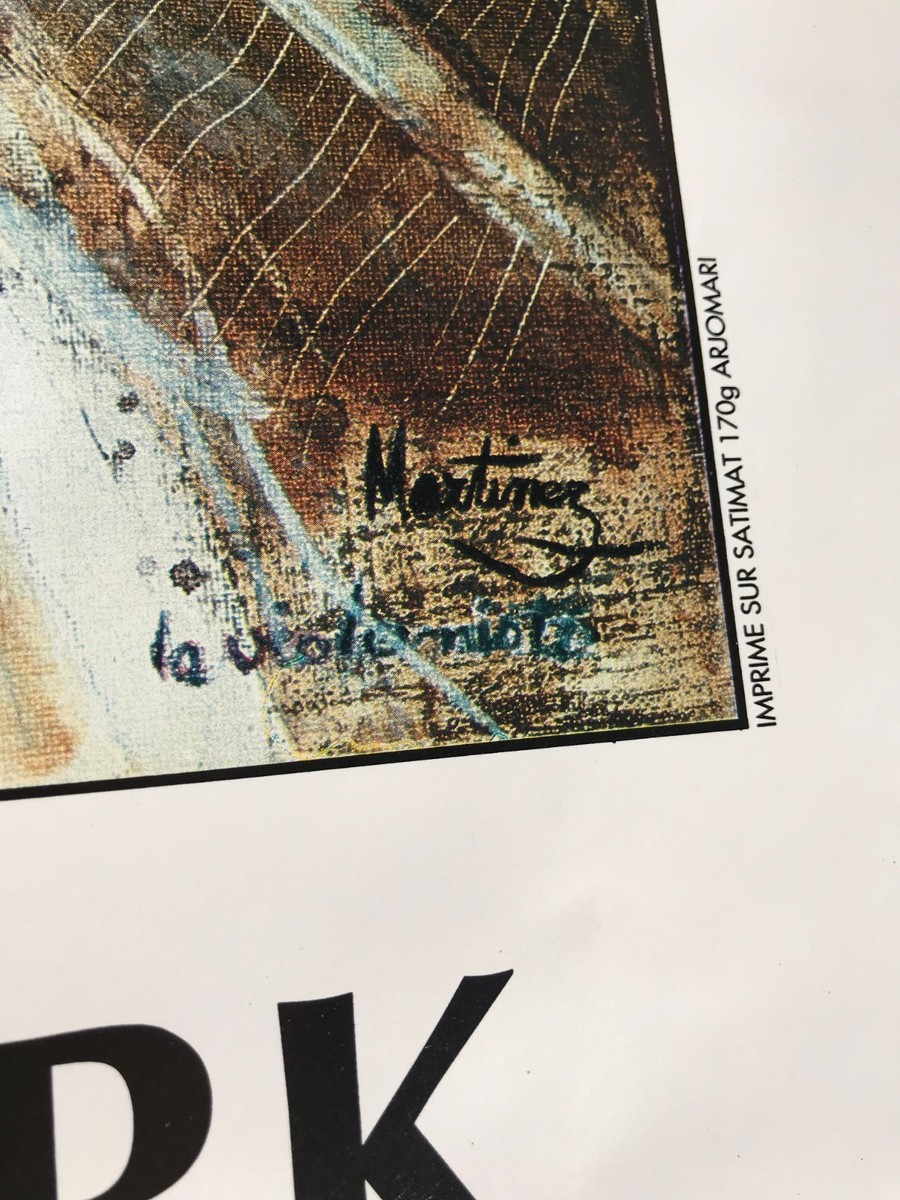 Martinez
la violoniste
IMPRIME SUR SATIMAT 170g ARJOMARI
RK